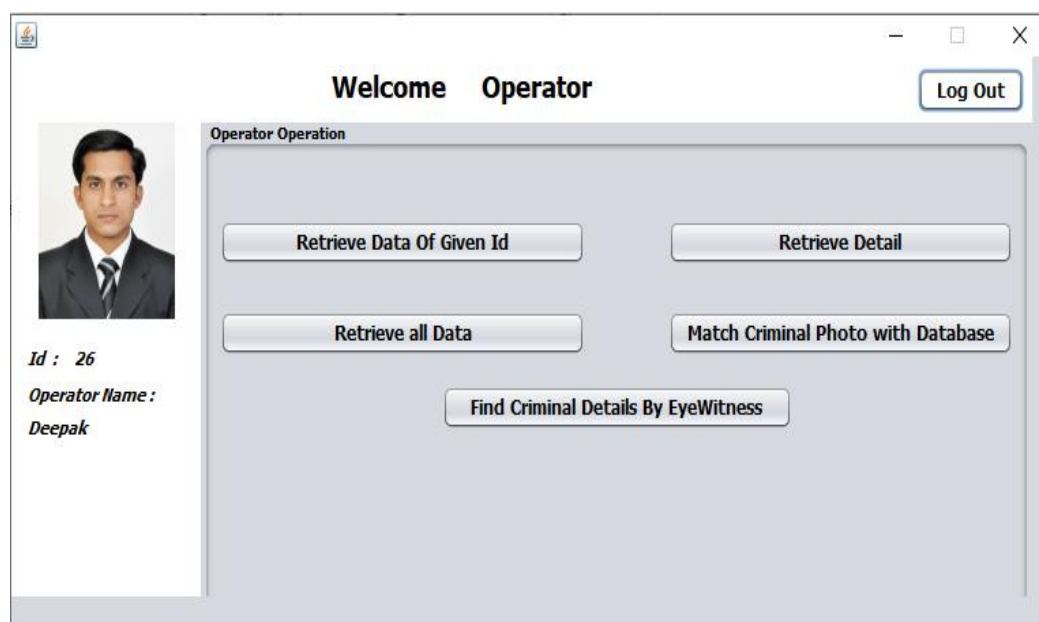 Welcome Operator
Log Out
Operator Operation
Retrieve Data Of Given Id
Retrieve Detail
Retrieve all Data
Match Criminal Photo with Database
Find Criminal Details By EyeWitness
Id : 26
Operator Name :
Deepak